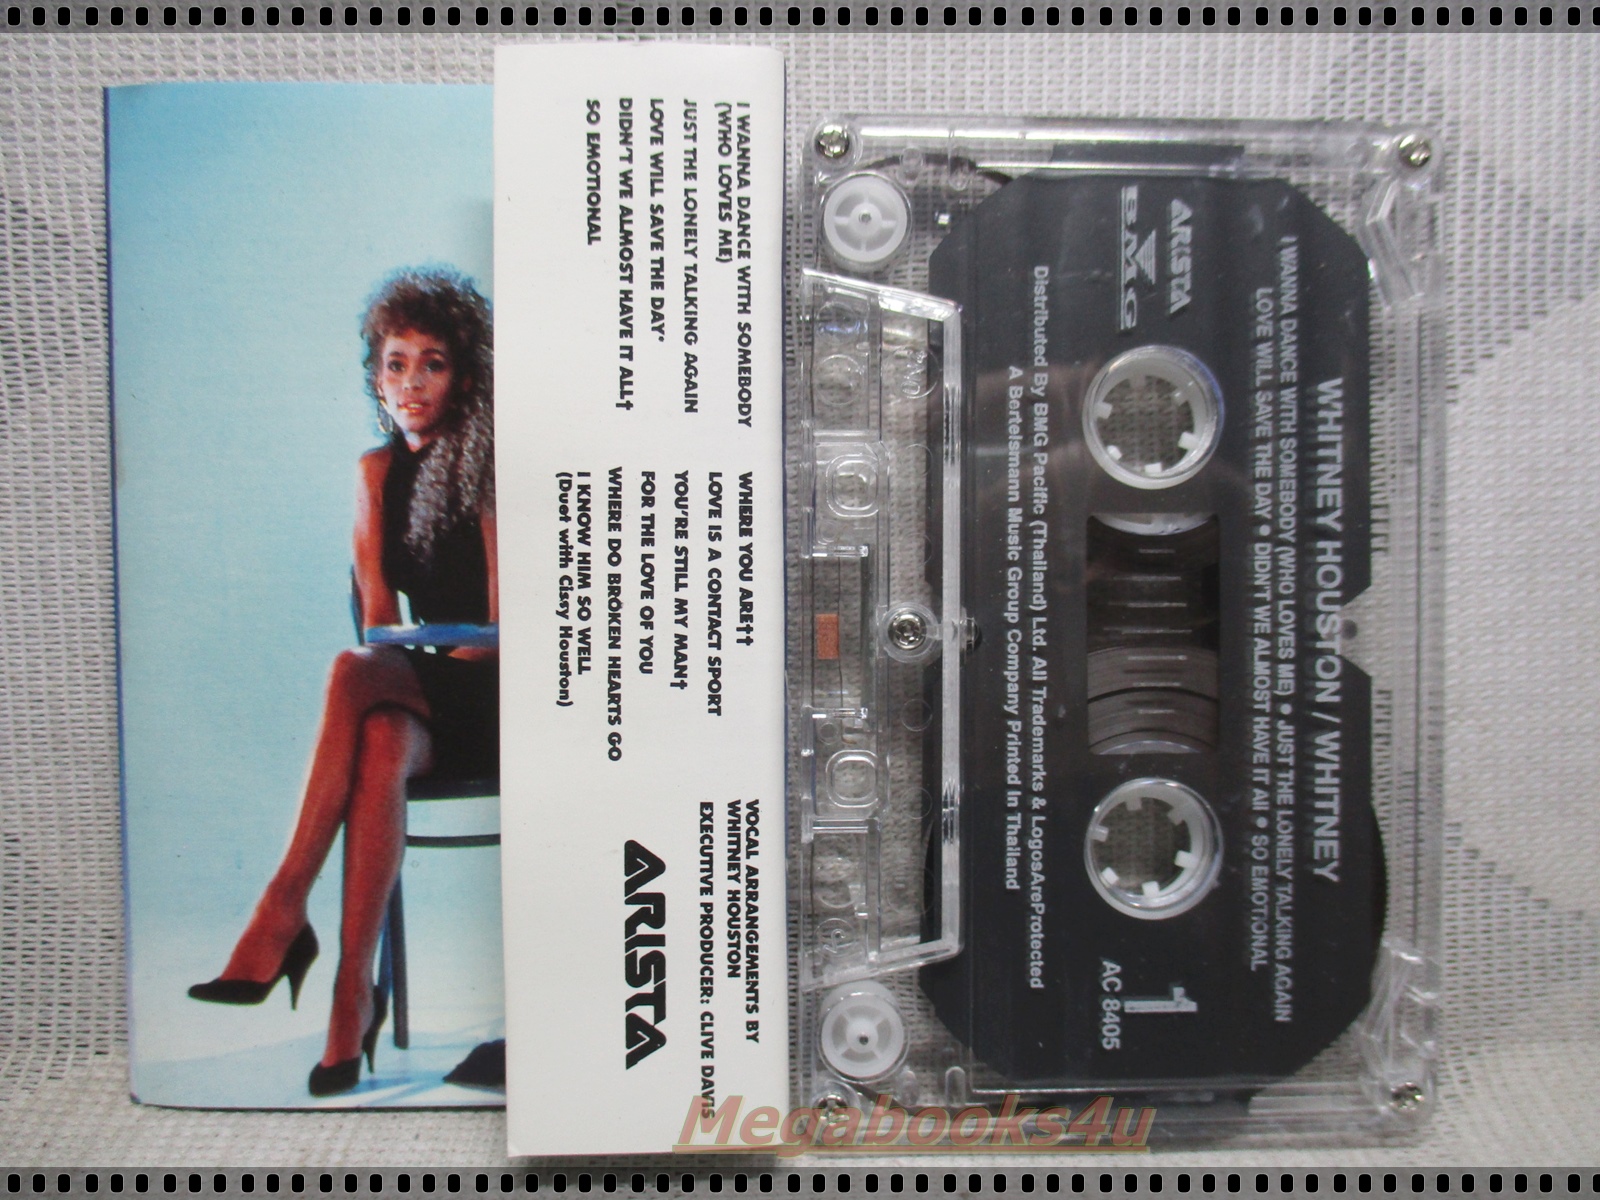 I WANNA DANCE WITH SOMEBODY
(WHO LOVES ME)
JUST THE LONELY TALKING AGAIN
LOVE WILL SAVE THE DAY*
DIDN'T WE ALMOST HAVE IT ALL†
SO EMOTIONAL
WHERE YOU ARE††
LOVE IS A CONTACT SPORT
YOU'RE STILL MY MAN†
FOR THE LOVE OF YOU
WHERE DO BROKEN HEARTS GO
I KNOW HIM SO WELL
(Duet with Cissy Houston)
VOCAL ARRANGEMENTS BY
WHITNEY HOUSTON
EXECUTIVE PRODUCER: CLIVE DAVIS
ARISTA
WHITNEY HOUSTON / WHITNEY
I WANNA DANCE WITH SOMEBODY (WHO LOVES ME) ● JUST THE LONELY TALKING AGAIN
LOVE WILL SAVE THE DAY ● DIDN'T WE ALMOST HAVE IT All ● SO EMOTIONAL
ARISTA
BMG
1
AC 8405
Distributed By BMG Pacific (Thailand) Ltd. All Trademarks & LogosAreProtected
A Bertelsmann Music Group Company Printed In Thailand
Megabooks4u